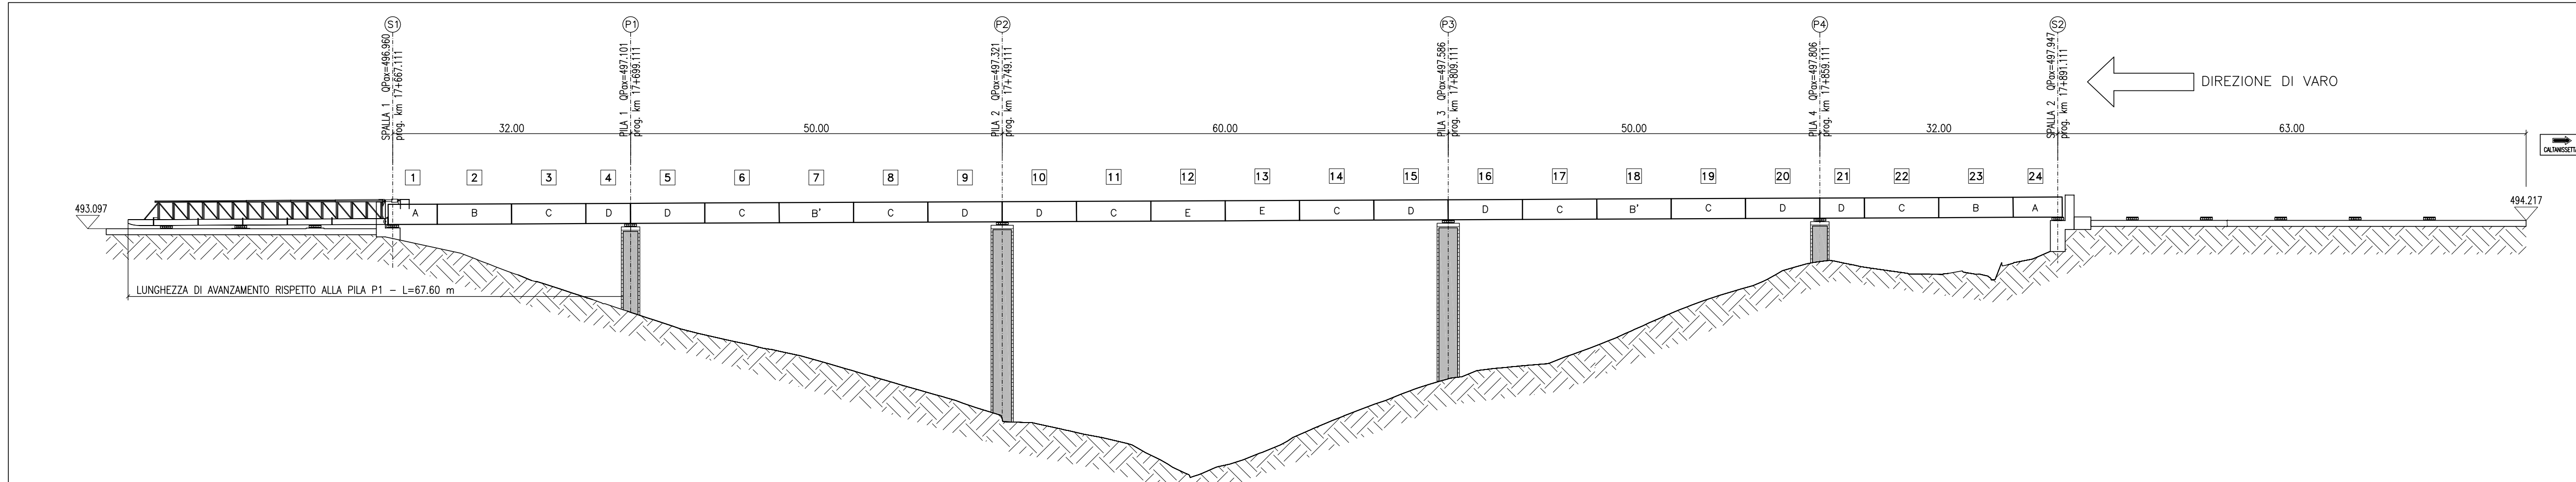 S1
P1
P2
P3
P4
S2
SPALLA 1 QPax=496.960
prog. km 17+667.111
PILA 1 QPax=497.101
prog. km 17+699.111
PILA 2 QPax=497.321
prog. km 17+749.111
PILA 3 QPax=497.586
prog. km 17+809.111
PILA 4 QPax=497.806
prog. km 17+859.111
SPALLA 2 QPax=497.947
prog. km 17+891.111
DIREZIONE DI VARO
32.00
50.00
60.00
50.00
32.00
63.00
CALTANISSETTA
1 2 3 4 5 6 7 8 9 10 11 12 13 14 15 16 17 18 19 20 21 22 23 24
493.097
494.217
A B C D D C B' C D D C E E C D D C B' C D D C B A
LUNGHEZZA DI AVANZAMENTO RISPETTO ALLA PILA P1 – L=67.60 m